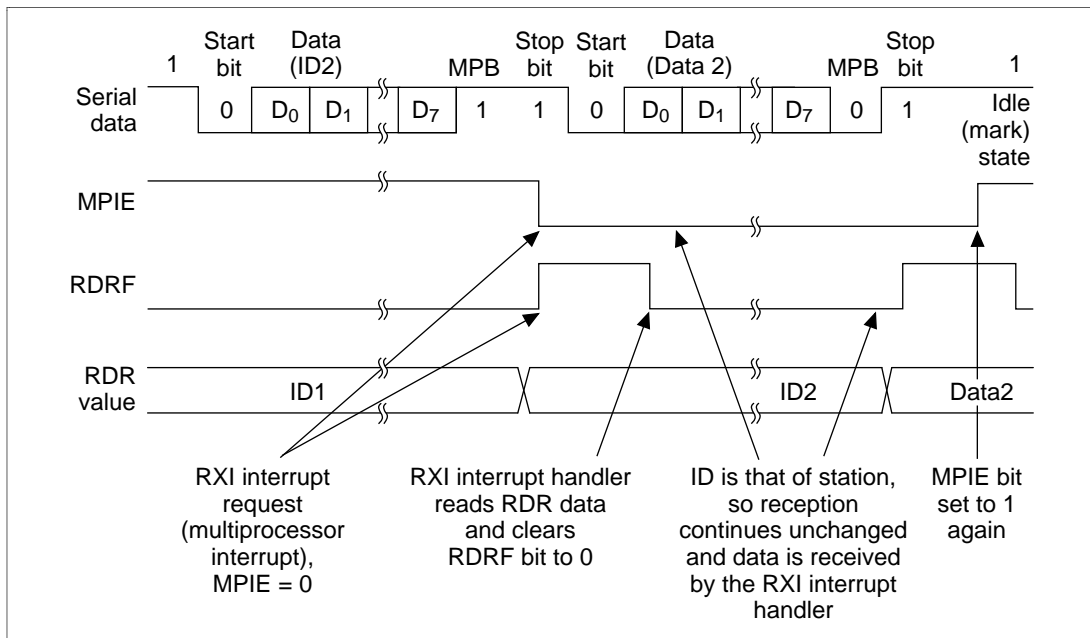 1 Start bit Data (ID2) MPB Stop bit Start bit Data (Data 2) MPB Stop bit 1
Serial data 0 D0 D1 D7 1 1 0 D0 D1 D7 0 1 Idle (mark) state
MPIE
RDRF
RDR value ID1 ID2 Data2
RXI interrupt
request
(multiprocessor
interrupt),
MPIE = 0
RXI interrupt handler
reads RDR data
and clears
RDRF bit to 0
ID is that of station,
so reception
continues unchanged
and data is received
by the RXI interrupt
handler
MPIE bit
set to 1
again